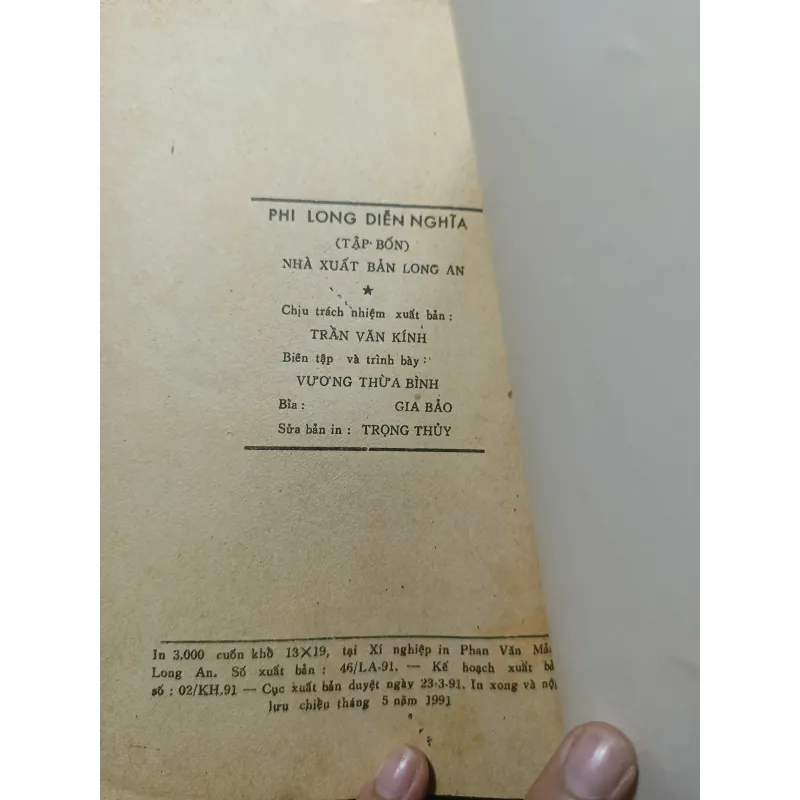 PHI LONG DIỄN NGHĨA
(TẬP BỐN)
NHÀ XUẤT BẢN LONG AN
★
Chịu trách nhiệm xuất bản :
TRẦN VĂN KÍNH
Biên tập và trình bày :
VƯƠNG THỪA BÌNH
Bìa : GIA BẢO
Sửa bản in : TRỌNG THỦY
In 3.000 cuốn khổ 13×19, tại Xí nghiệp in Phan Văn
Long An. Số xuất bản : 46/LA-91. — Kế hoạch xuất
số : 02/KH.91 — Cục xuất bản duyệt ngày 23-3-91. In xong và
lưu chiều tháng 5 năm 1991